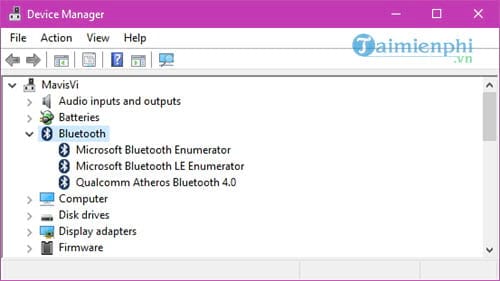 Device Manager
File Action View Help
Taimienphi
.vn
MavisVi
Audio inputs and outputs
Batteries
Bluetooth
Microsoft Bluetooth Enumerator
Microsoft Bluetooth LE Enumerator
Qualcomm Atheros Bluetooth 4.0
Computer
Disk drives
Display adapters
Firmware